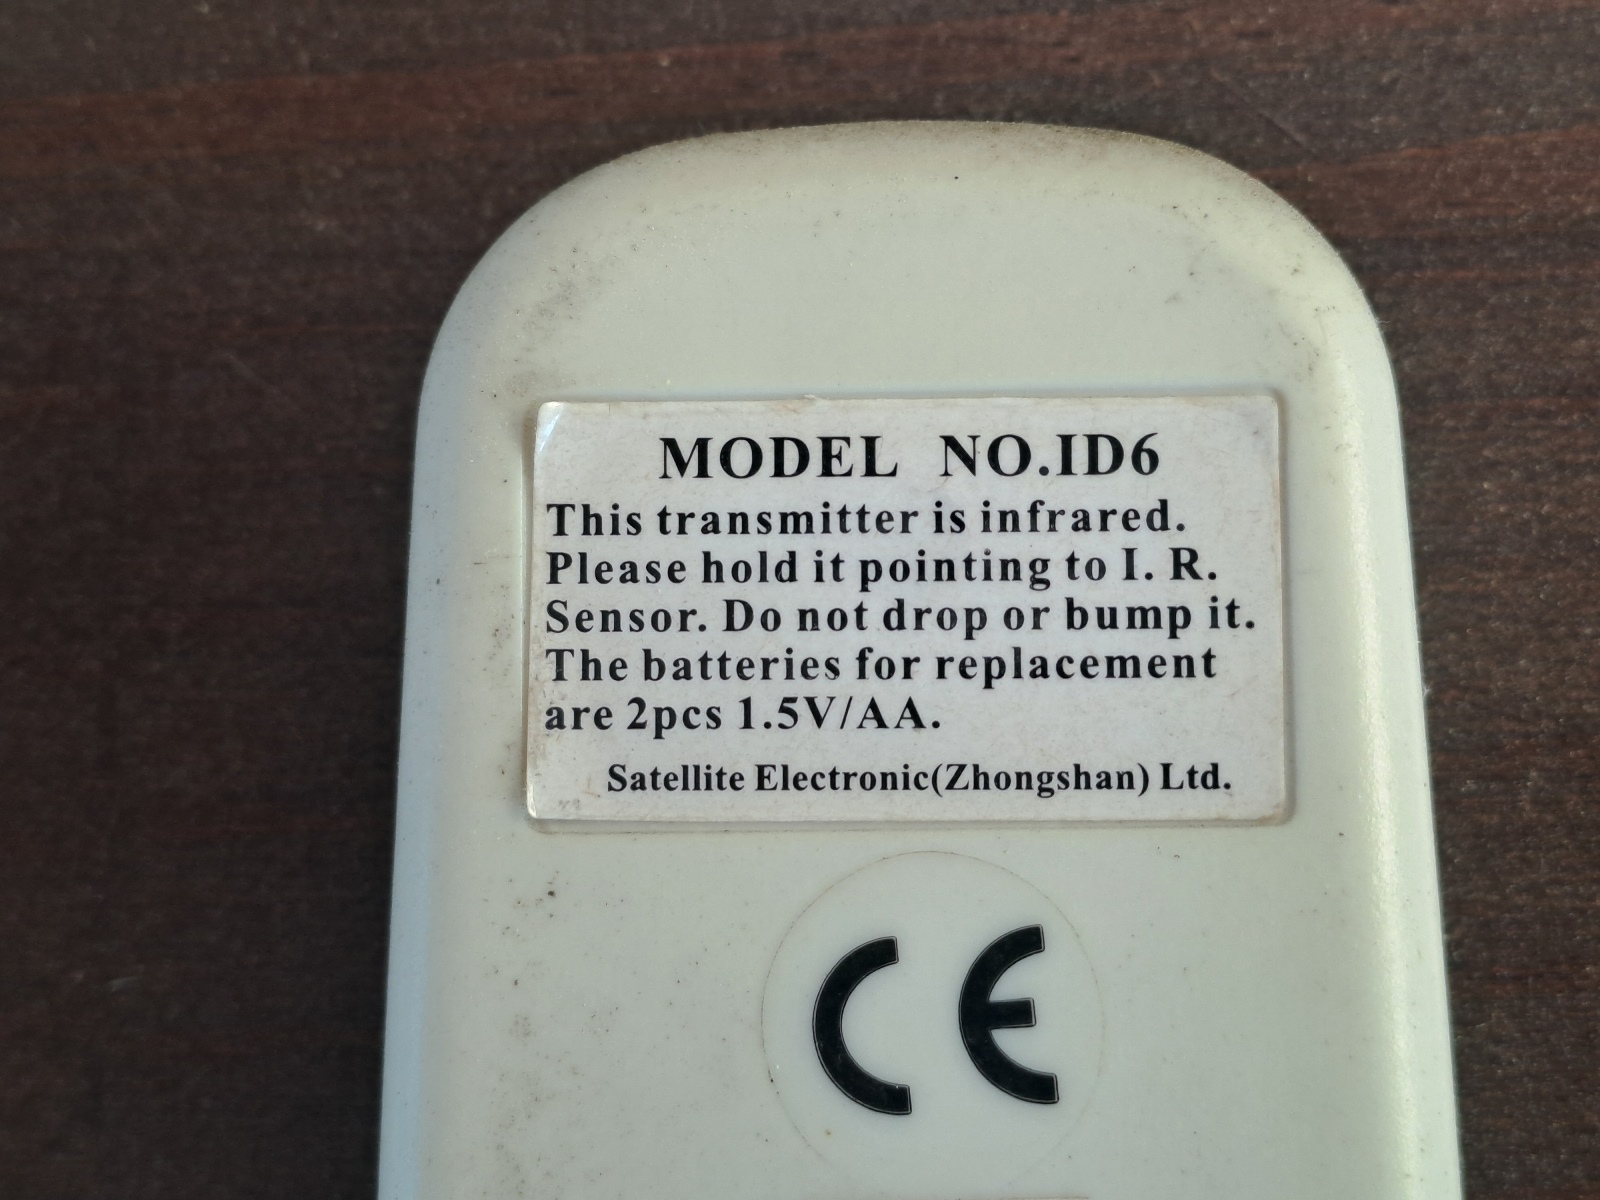 MODEL NO.ID6
This transmitter is infrared.
Please hold it pointing to I. R.
Sensor. Do not drop or bump it.
The batteries for replacement
are 2pcs 1.5V/AA.
Satellite Electronic(Zhongshan) Ltd.
CE